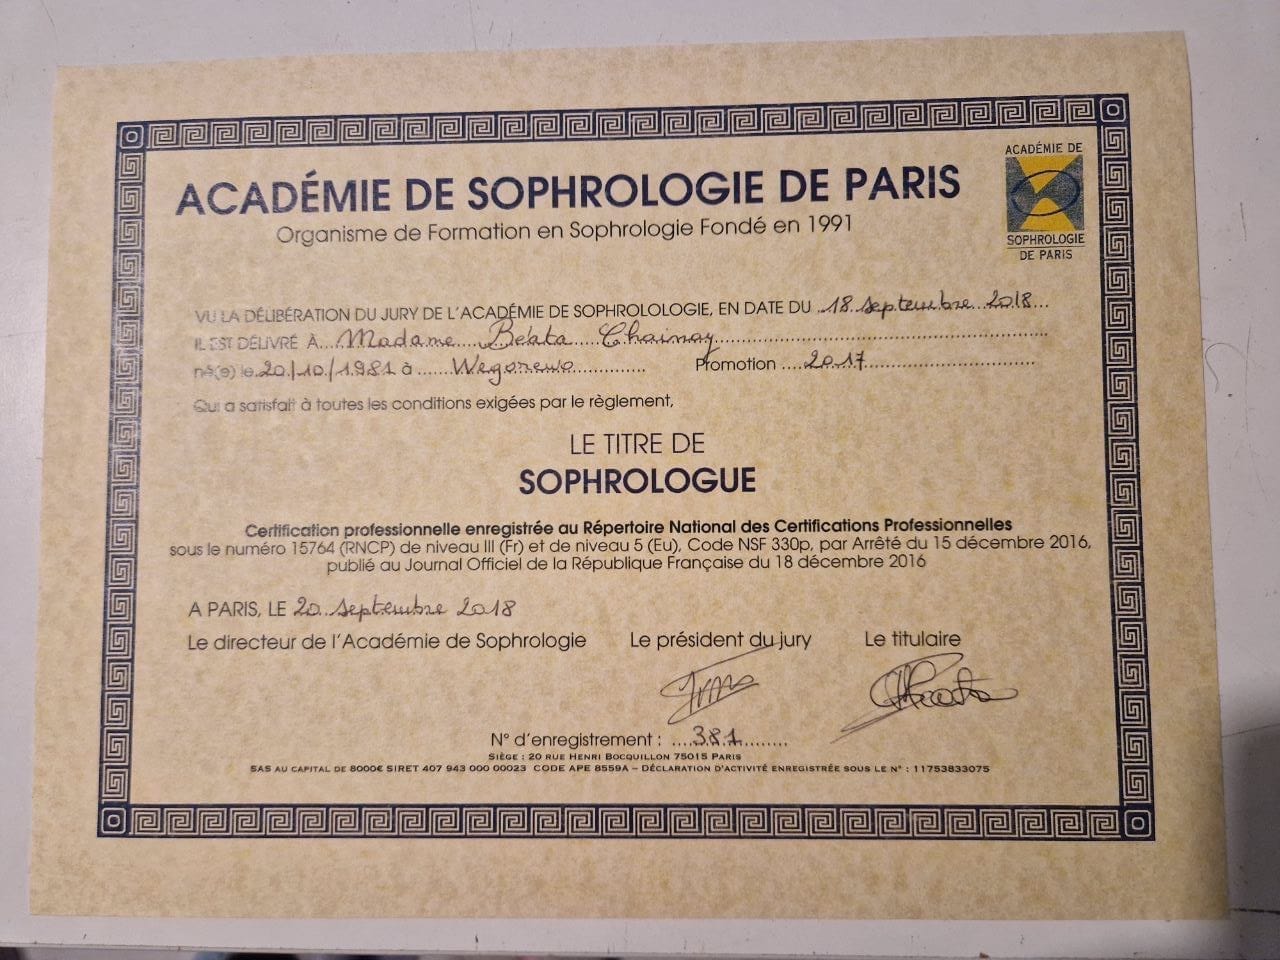 ACADÉMIE DE SOPHROLOGIE DE PARIS
Organisme de Formation en Sophrologie Fondé en 1991
ACADÉMIE DE
SOPHROLOGIE
DE PARIS
VU LA DÉLIBÉRATION DU JURY DE L'ACADÉMIE DE SOPHROLOLOGIE, EN DATE DU ..18 septembre 2018...
IL EST DÉLIVRÉ À...Madame....Beata....Chainay........
né(e) le.20/10/1981 à ......Wegorewo............. Promotion ....2017........
Qui a satisfait à toutes les conditions exigées par le règlement,
LE TITRE DE
SOPHROLOGUE
Certification professionnelle enregistrée au Répertoire National des Certifications Professionnelles
sous le numéro 15764 (RNCP) de niveau III (Fr) et de niveau 5 (Eu), Code NSF 330p, par Arrêté du 15 décembre 2016,
publié au Journal Officiel de la République Française du 18 décembre 2016
A PARIS, LE 20 septembre 2018
Le directeur de l'Académie de Sophrologie Le président du jury Le titulaire
N° d'enregistrement : ....381.........
SIÈGE : 20 RUE HENRI BOCQUILLON 75015 PARIS
SAS AU CAPITAL DE 8000€ SIRET 407 943 000 00023 CODE APE 8559A – DÉCLARATION D'ACTIVITÉ ENREGISTRÉE SOUS LE N° : 11753833075